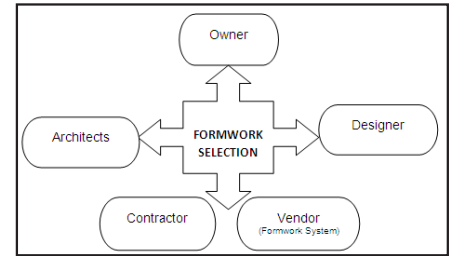 Owner
Architects
FORMWORK
SELECTION
Designer
Contractor
Vendor
(Formwork System)